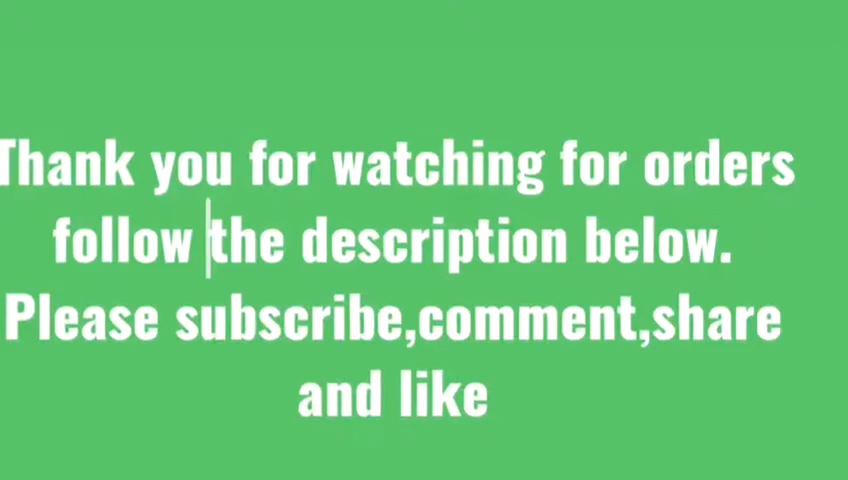 Thank you for watching for orders
follow the description below.
Please subscribe,comment,share
and like